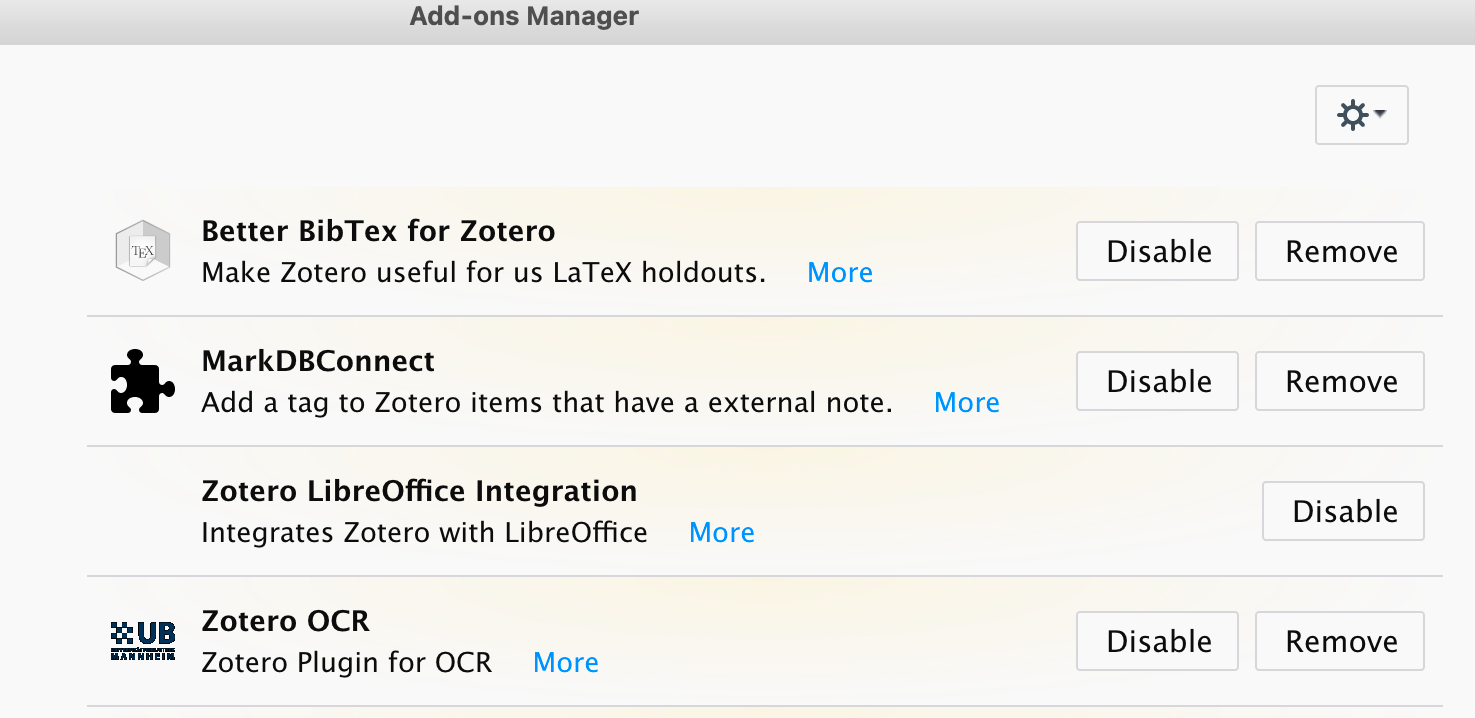 Add-ons Manager
TEX
Better BibTex for Zotero
Disable
Remove
Make Zotero useful for us LaTeX holdouts. More
MarkDBConnect
Disable
Remove
Add a tag to Zotero items that have a external note. More
Zotero LibreOffice Integration
Disable
Integrates Zotero with LibreOffice More
UB
MANNHEIM
Zotero OCR
Disable
Remove
Zotero Plugin for OCR More